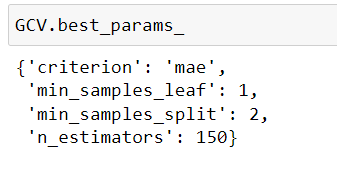 GCV.best_params_
{'criterion': 'mae',
 'min_samples_leaf': 1,
 'min_samples_split': 2,
 'n_estimators': 150}